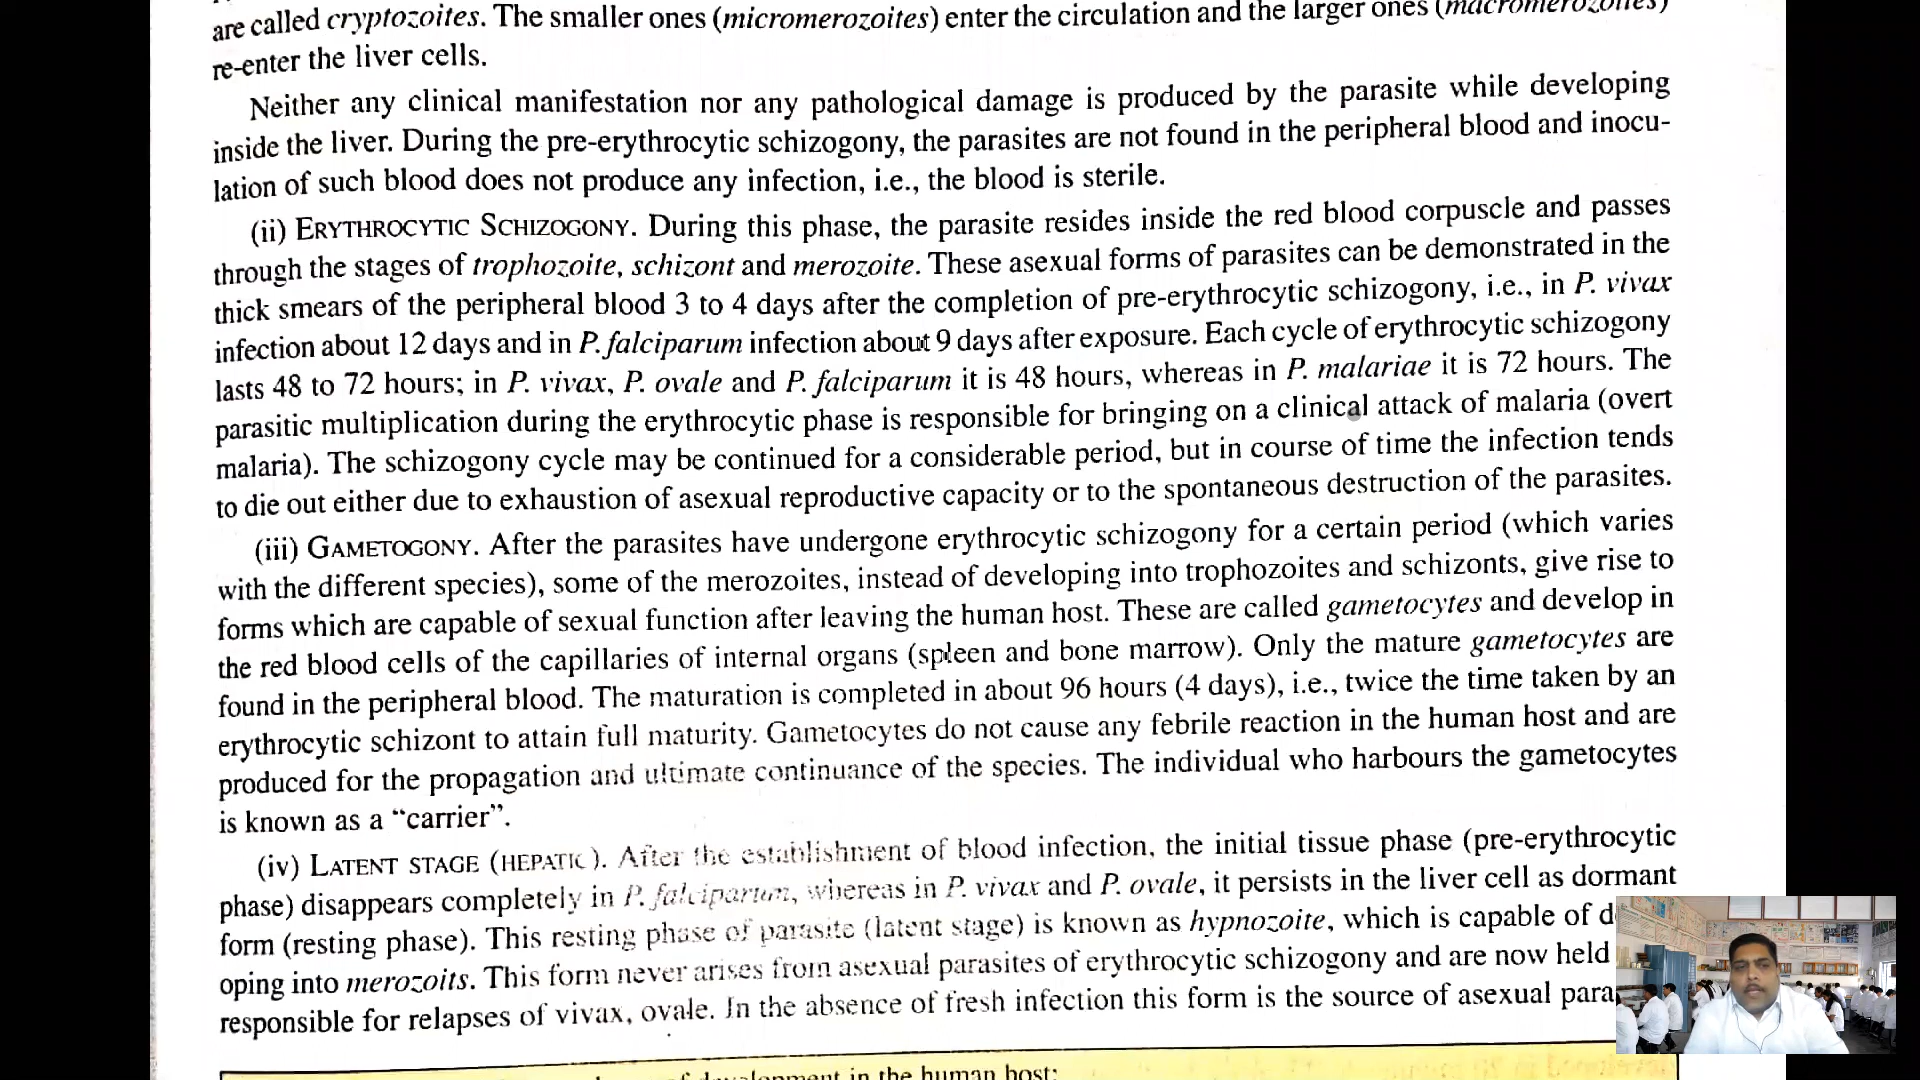 are called cryptozoites. The smaller ones (micromerozoites) enter the circulation and the larger ones (macromerozoites)
re-enter the liver cells.
Neither any clinical manifestation nor any pathological damage is produced by the parasite while developing
inside the liver. During the pre-erythrocytic schizogony, the parasites are not found in the peripheral blood and inocu-
lation of such blood does not produce any infection, i.e., the blood is sterile.
(ii) ERYTHROCYTIC SCHIZOGONY. During this phase, the parasite resides inside the red blood corpuscle and passes
through the stages of trophozoite, schizont and merozoite. These asexual forms of parasites can be demonstrated in the
thick smears of the peripheral blood 3 to 4 days after the completion of pre-erythrocytic schizogony, i.e., in P. vivax
infection about 12 days and in P. falciparum infection about 9 days after exposure. Each cycle of erythrocytic schizogony
lasts 48 to 72 hours; in P. vivax, P. ovale and P. falciparum it is 48 hours, whereas in P. malariae it is 72 hours. The
parasitic multiplication during the erythrocytic phase is responsible for bringing on a clinical attack of malaria (overt
malaria). The schizogony cycle may be continued for a considerable period, but in course of time the infection tends
to die out either due to exhaustion of asexual reproductive capacity or to the spontaneous destruction of the parasites.
(iii) GAMETOGONY. After the parasites have undergone erythrocytic schizogony for a certain period (which varies
with the different species), some of the merozoites, instead of developing into trophozoites and schizonts, give rise to
forms which are capable of sexual function after leaving the human host. These are called gametocytes and develop in
the red blood cells of the capillaries of internal organs (spleen and bone marrow). Only the mature gametocytes are
found in the peripheral blood. The maturation is completed in about 96 hours (4 days), i.e., twice the time taken by an
erythrocytic schizont to attain full maturity. Gametocytes do not cause any febrile reaction in the human host and are
produced for the propagation and ultimate continuance of the species. The individual who harbours the gametocytes
is known as a “carrier”.
(iv) LATENT STAGE (HEPATIC). After the establishment of blood infection, the initial tissue phase (pre-erythrocytic
phase) disappears completely in P. falciparum, whereas in P. vivax and P. ovale, it persists in the liver cell as dormant
form (resting phase). This resting phase of parasite (latent stage) is known as hypnozoite, which is capable of d
oping into merozoits. This form never arises from asexual parasites of erythrocytic schizogony and are now held
responsible for relapses of vivax, ovale. In the absence of fresh infection this form is the source of asexual para
development in the human host: